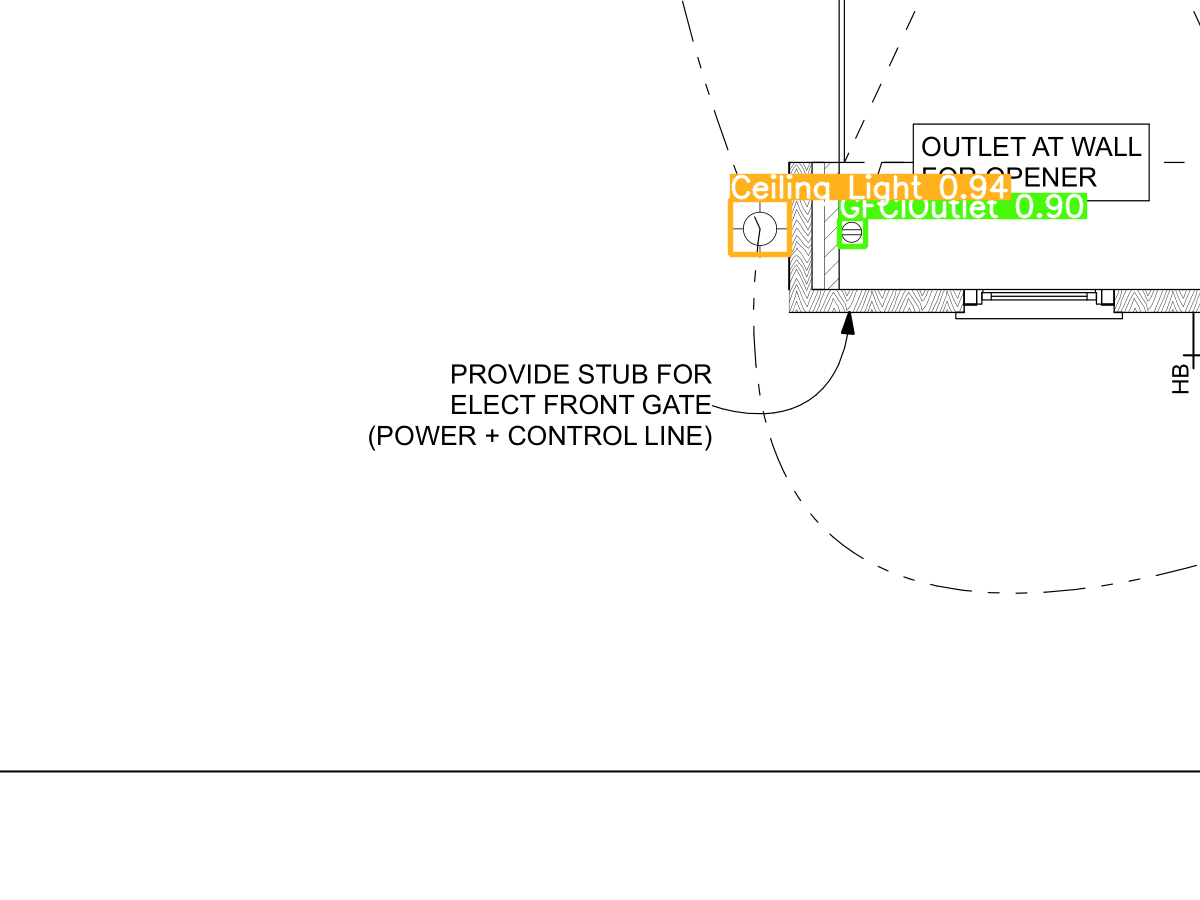 OUTLET AT WALL
FOR OPENER
Ceiling Light 0.94
GFCIOutlet 0.90
PROVIDE STUB FOR
ELECT FRONT GATE
(POWER + CONTROL LINE)
HB